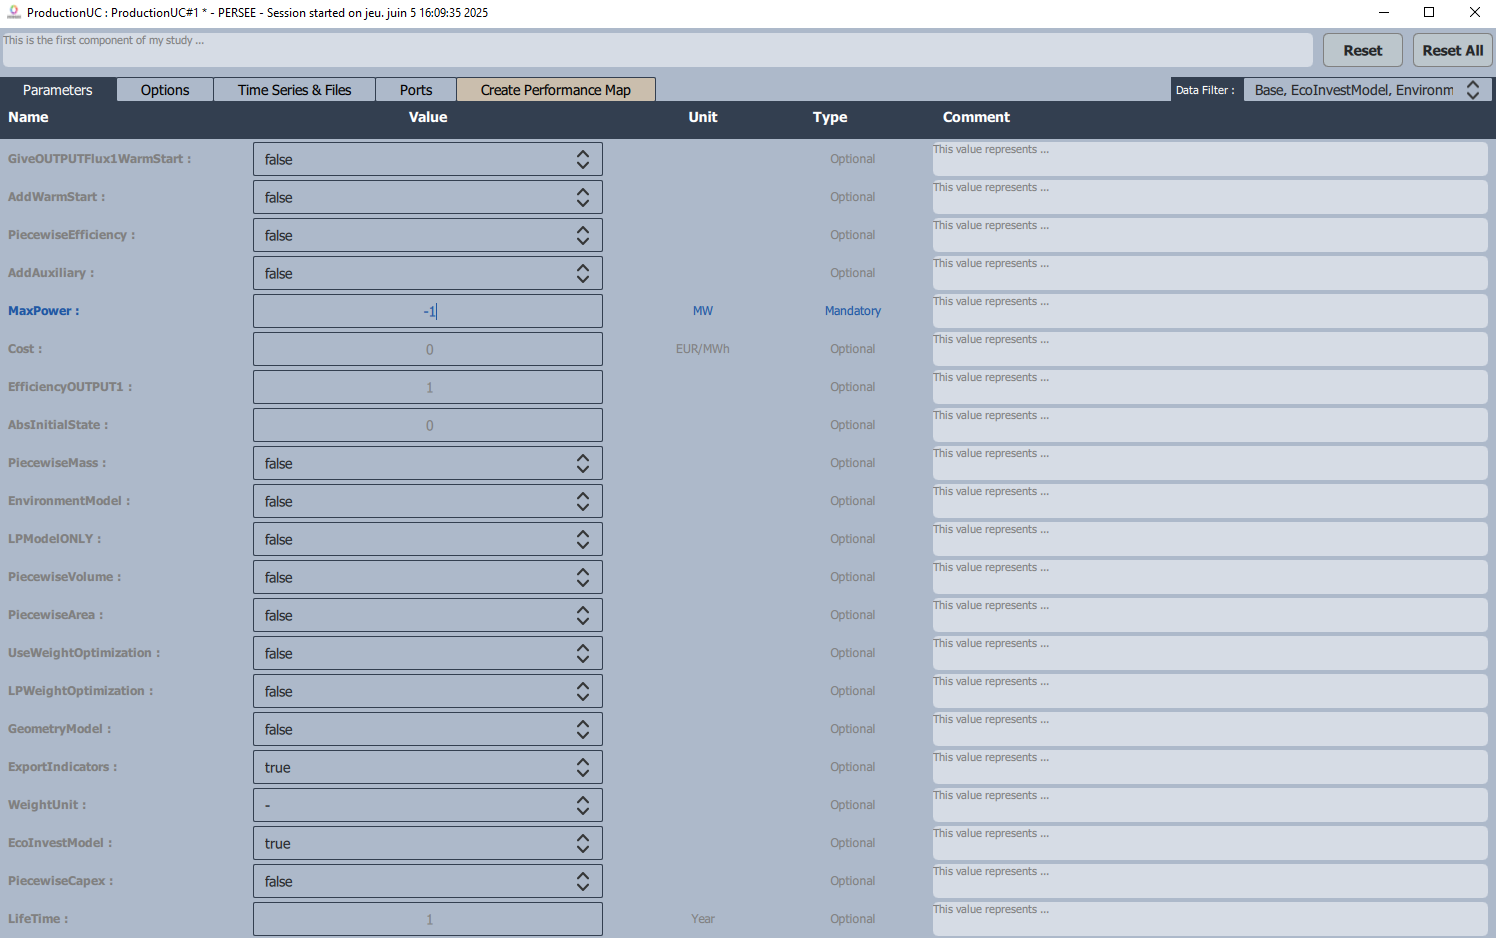 ProductionUC : ProductionUC#1 * - PERSEE - Session started on jeu. juin 5 16:09:35 2025
This is the first component of my study ...
Reset Reset All
Parameters Options Time Series & Files Ports Create Performance Map Data Filter : Base, EcoInvestModel, Environm
Name Value Unit Type Comment
GiveOUTPUTFlux1WarmStart : false Optional This value represents ...
AddWarmStart : false Optional This value represents ...
PiecewiseEfficiency : false Optional This value represents ...
AddAuxiliary : false Optional This value represents ...
MaxPower : -1 MW Mandatory This value represents ...
Cost : 0 EUR/MWh Optional This value represents ...
EfficiencyOUTPUT1 : 1 Optional This value represents ...
AbsInitialState : 0 Optional This value represents ...
PiecewiseMass : false Optional This value represents ...
EnvironmentModel : false Optional This value represents ...
LPModelONLY : false Optional This value represents ...
PiecewiseVolume : false Optional This value represents ...
PiecewiseArea : false Optional This value represents ...
UseWeightOptimization : false Optional This value represents ...
LPWeightOptimization : false Optional This value represents ...
GeometryModel : false Optional This value represents ...
ExportIndicators : true Optional This value represents ...
WeightUnit : - Optional This value represents ...
EcoInvestModel : true Optional This value represents ...
PiecewiseCapex : false Optional This value represents ...
LifeTime : 1 Year Optional This value represents ...